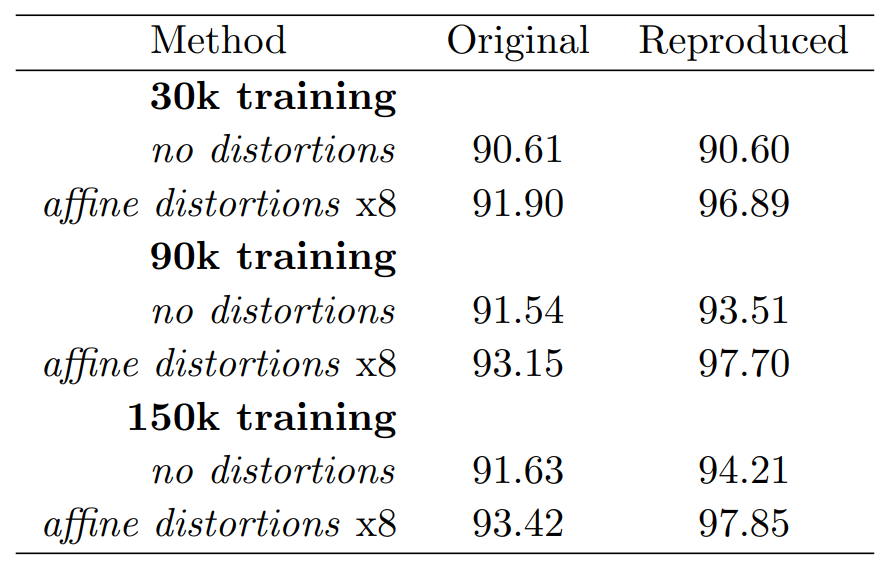 Method Original Reproduced
30k training
no distortions 90.61 90.60
affine distortions x8 91.90 96.89
90k training
no distortions 91.54 93.51
affine distortions x8 93.15 97.70
150k training
no distortions 91.63 94.21
affine distortions x8 93.42 97.85